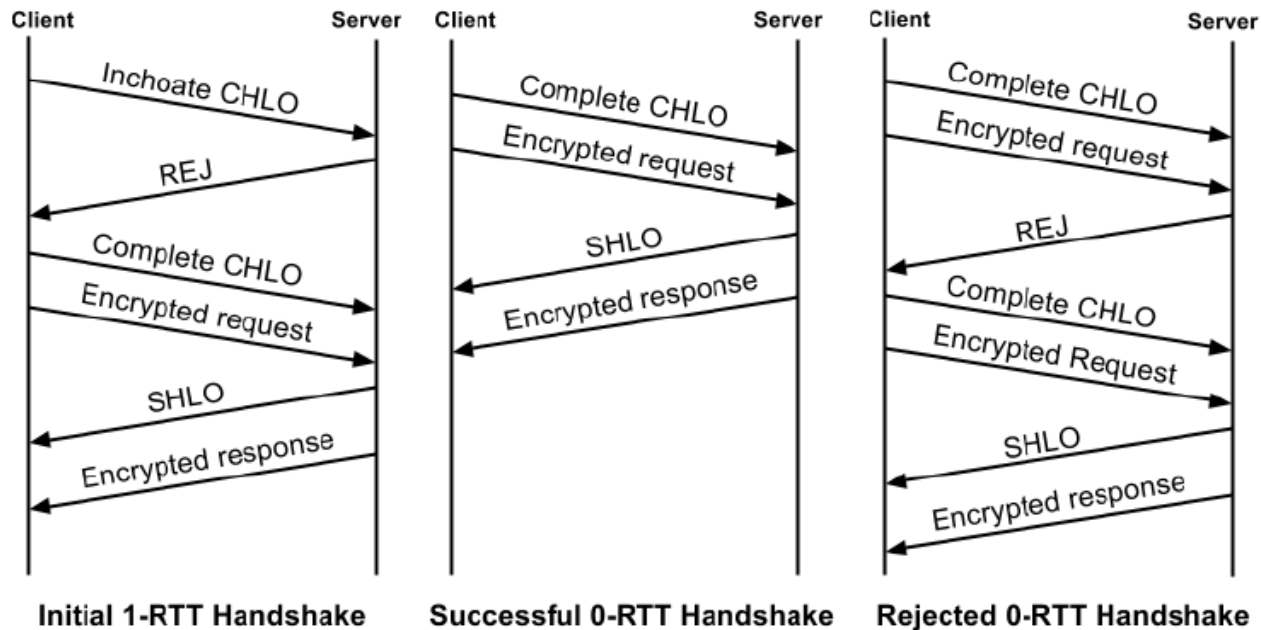 Client
Server
Inchoate CHLO
REJ
Complete CHLO
Encrypted request
SHLO
Encrypted response
Initial 1-RTT Handshake
Client
Server
Complete CHLO
Encrypted request
SHLO
Encrypted response
Successful 0-RTT Handshake
Client
Server
Complete CHLO
Encrypted request
REJ
Complete CHLO
Encrypted Request
SHLO
Encrypted response
Rejected 0-RTT Handshake